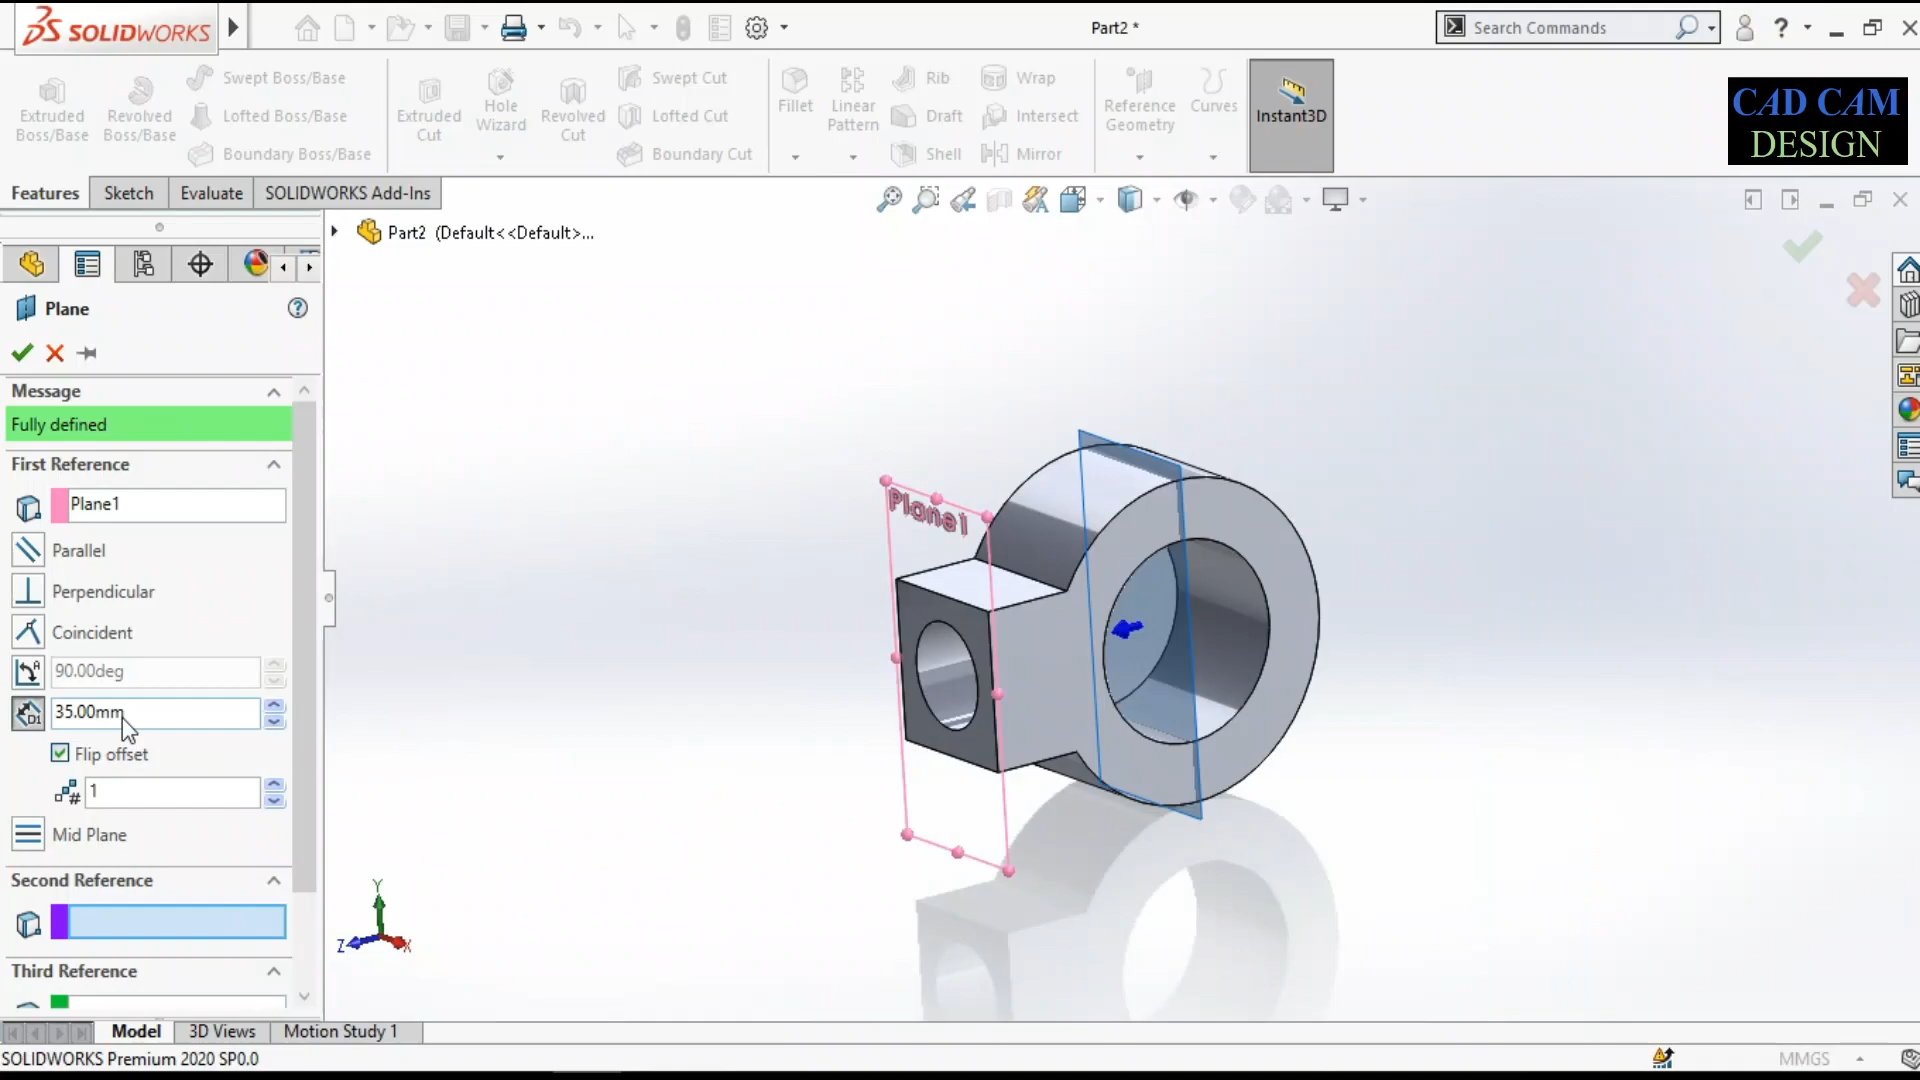 SOLIDWORKS
Part2 *
Search Commands
Extruded Boss/Base
Revolved Boss/Base
Swept Boss/Base
Lofted Boss/Base
Boundary Boss/Base
Extruded Cut
Hole Wizard
Revolved Cut
Swept Cut
Lofted Cut
Boundary Cut
Fillet
Linear Pattern
Rib
Draft
Shell
Wrap
Intersect
Mirror
Reference Geometry
Curves
Instant3D
CAD CAM
DESIGN
Features
Sketch
Evaluate
SOLIDWORKS Add-Ins
Part2 (Default<<Default>...
Plane
Message
Fully defined
First Reference
Plane1
Parallel
Perpendicular
Coincident
90.00deg
35.00mm
Flip offset
1
Mid Plane
Second Reference
Third Reference
Plane1
Y
Z
X
Model
3D Views
Motion Study 1
SOLIDWORKS Premium 2020 SP0.0
MMGS